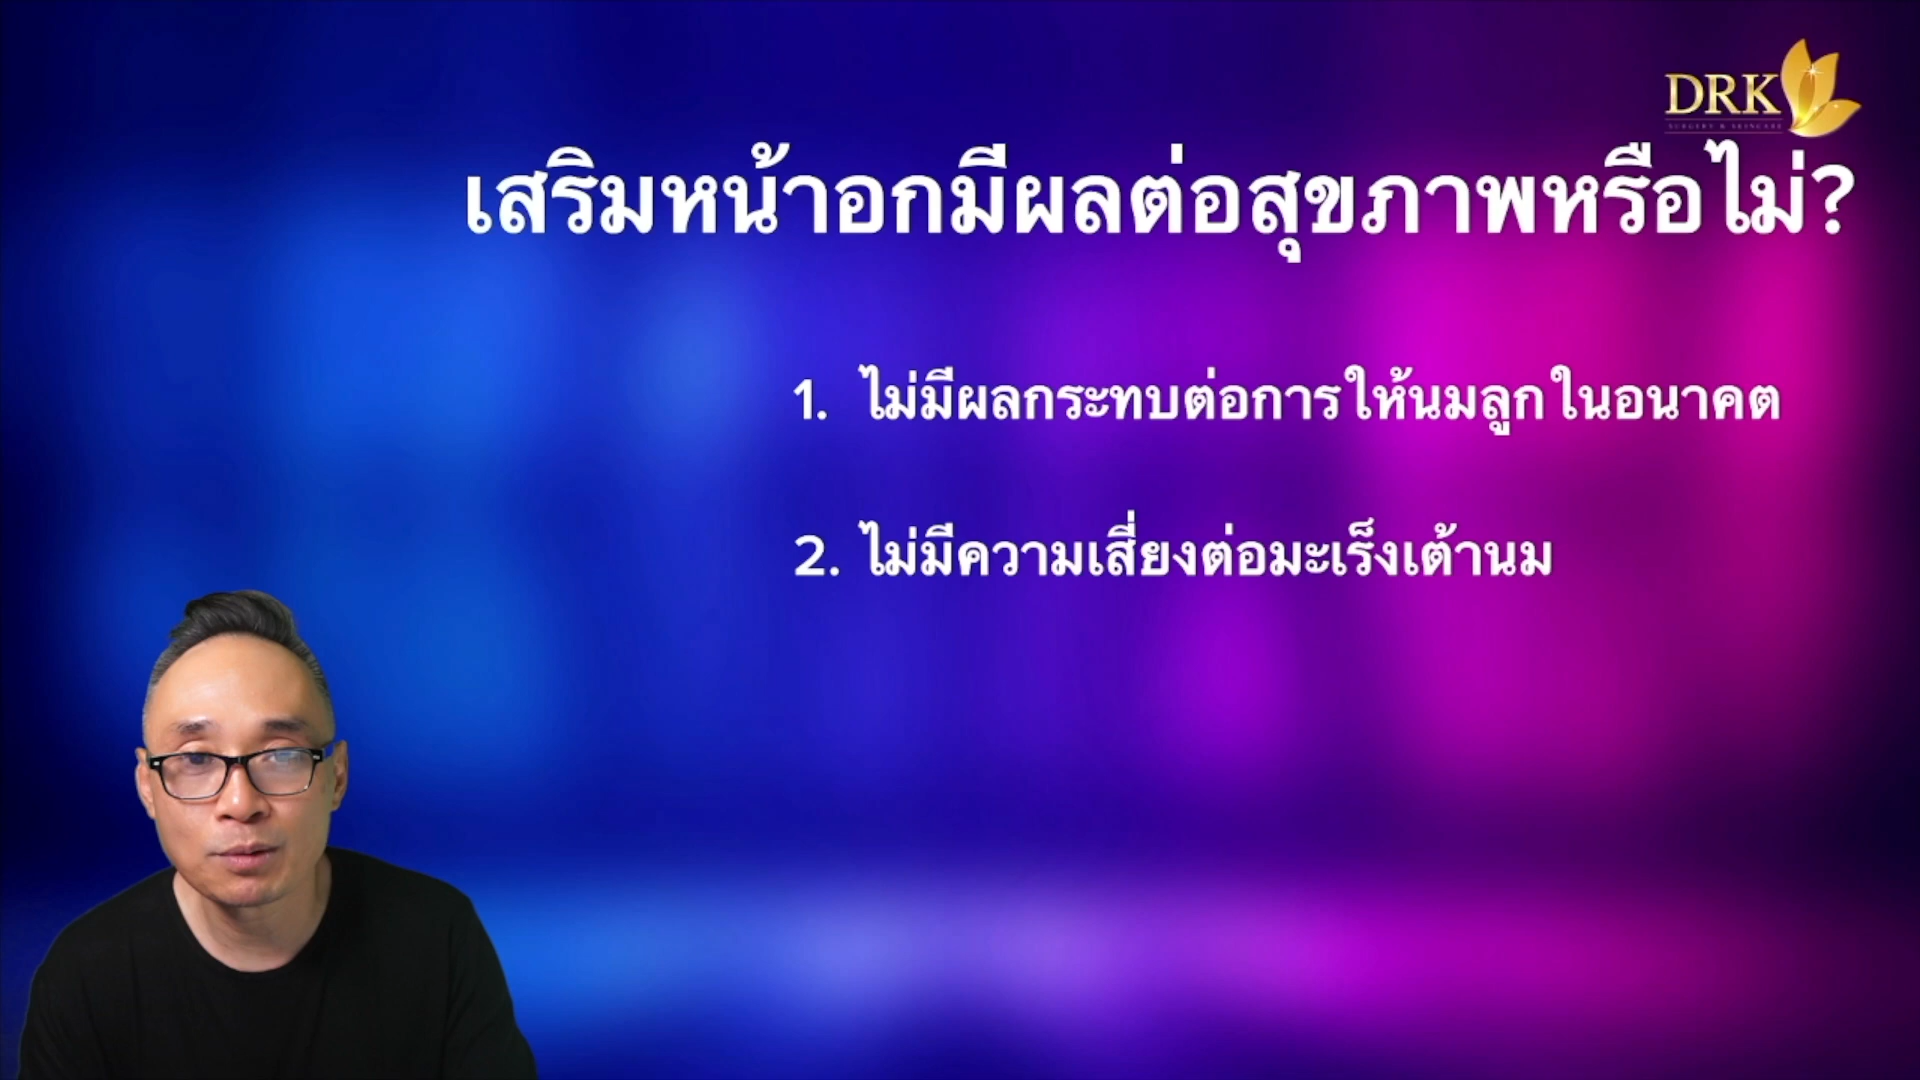 DRK
SURGERY & SKINCARE
เสริมหน้าอกมีผลต่อสุขภาพหรือไม่?
1. ไม่มีผลกระทบต่อการให้นมลูกในอนาคต
2. ไม่มีความเสี่ยงต่อมะเร็งเต้านม